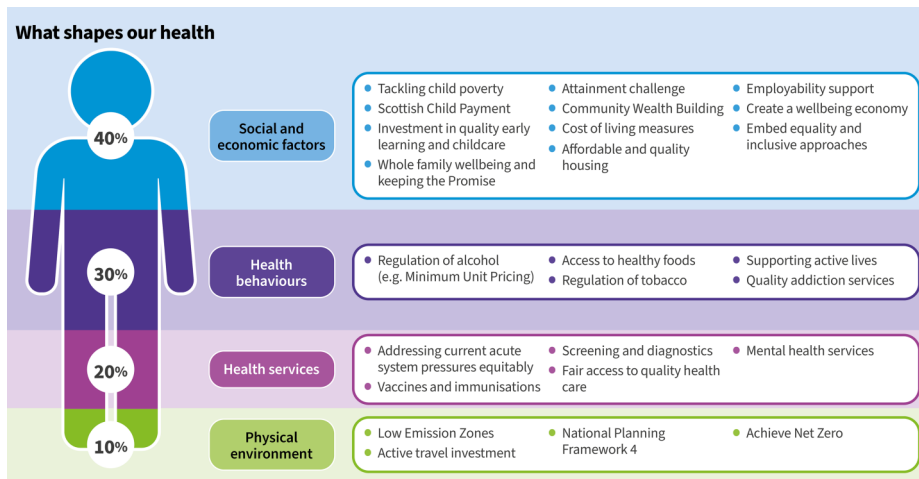 What shapes our health
40%
Social and
economic factors
Tackling child poverty
Scottish Child Payment
Investment in quality early
learning and childcare
Whole family wellbeing and
keeping the Promise
Attainment challenge
Community Wealth Building
Cost of living measures
Affordable and quality
housing
Employability support
Create a wellbeing economy
Embed equality and
inclusive approaches
30%
Health
behaviours
Regulation of alcohol
(e.g. Minimum Unit Pricing)
Access to healthy foods
Regulation of tobacco
Supporting active lives
Quality addiction services
20%
Health services
Addressing current acute
system pressures equitably
Vaccines and immunisations
Screening and diagnostics
Fair access to quality health
care
Mental health services
10%
Physical
environment
Low Emission Zones
Active travel investment
National Planning
Framework 4
Achieve Net Zero